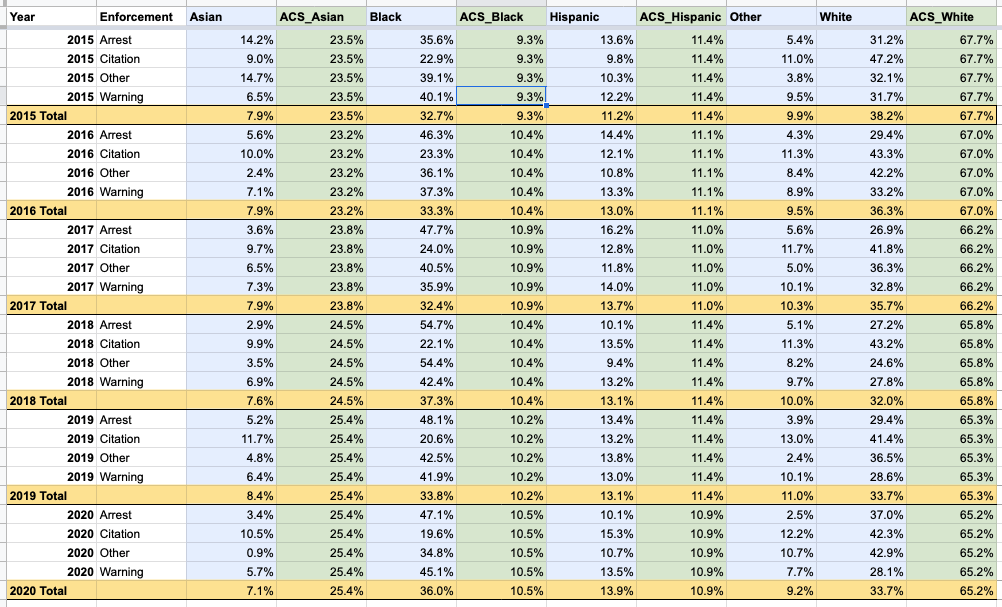 Year Enforcement Asian ACS_Asian Black ACS_Black Hispanic ACS_Hispanic Other White ACS_White
2015 Arrest 14.2% 23.5% 35.6% 9.3% 13.6% 11.4% 5.4% 31.2% 67.7%
2015 Citation 9.0% 23.5% 22.9% 9.3% 9.8% 11.4% 11.0% 47.2% 67.7%
2015 Other 14.7% 23.5% 39.1% 9.3% 10.3% 11.4% 3.8% 32.1% 67.7%
2015 Warning 6.5% 23.5% 40.1% 9.3% 12.2% 11.4% 9.5% 31.7% 67.7%
2015 Total 7.9% 23.5% 32.7% 9.3% 11.2% 11.4% 9.9% 38.2% 67.7%
2016 Arrest 5.6% 23.2% 46.3% 10.4% 14.4% 11.1% 4.3% 29.4% 67.0%
2016 Citation 10.0% 23.2% 23.3% 10.4% 12.1% 11.1% 11.3% 43.3% 67.0%
2016 Other 2.4% 23.2% 36.1% 10.4% 10.8% 11.1% 8.4% 42.2% 67.0%
2016 Warning 7.1% 23.2% 37.3% 10.4% 13.3% 11.1% 8.9% 33.2% 67.0%
2016 Total 7.9% 23.2% 33.3% 10.4% 13.0% 11.1% 9.5% 36.3% 67.0%
2017 Arrest 3.6% 23.8% 47.7% 10.9% 16.2% 11.0% 5.6% 26.9% 66.2%
2017 Citation 9.7% 23.8% 24.0% 10.9% 12.8% 11.0% 11.7% 41.8% 66.2%
2017 Other 6.5% 23.8% 40.5% 10.9% 11.8% 11.0% 5.0% 36.3% 66.2%
2017 Warning 7.3% 23.8% 35.9% 10.9% 14.0% 11.0% 10.1% 32.8% 66.2%
2017 Total 7.9% 23.8% 32.4% 10.9% 13.7% 11.0% 10.3% 35.7% 66.2%
2018 Arrest 2.9% 24.5% 54.7% 10.4% 10.1% 11.4% 5.1% 27.2% 65.8%
2018 Citation 9.9% 24.5% 22.1% 10.4% 13.5% 11.4% 11.3% 43.2% 65.8%
2018 Other 3.5% 24.5% 54.4% 10.4% 9.4% 11.4% 8.2% 24.6% 65.8%
2018 Warning 6.9% 24.5% 42.4% 10.4% 13.2% 11.4% 9.7% 27.8% 65.8%
2018 Total 7.6% 24.5% 37.3% 10.4% 13.1% 11.4% 10.0% 32.0% 65.8%
2019 Arrest 5.2% 25.4% 48.1% 10.2% 13.4% 11.4% 3.9% 29.4% 65.3%
2019 Citation 11.7% 25.4% 20.6% 10.2% 13.2% 11.4% 13.0% 41.4% 65.3%
2019 Other 4.8% 25.4% 42.5% 10.2% 13.8% 11.4% 2.4% 36.5% 65.3%
2019 Warning 6.4% 25.4% 41.9% 10.2% 13.0% 11.4% 10.1% 28.6% 65.3%
2019 Total 8.4% 25.4% 33.8% 10.2% 13.1% 11.4% 11.0% 33.7% 65.3%
2020 Arrest 3.4% 25.4% 47.1% 10.5% 10.1% 10.9% 2.5% 37.0% 65.2%
2020 Citation 10.5% 25.4% 19.6% 10.5% 15.3% 10.9% 12.2% 42.3% 65.2%
2020 Other 0.9% 25.4% 34.8% 10.5% 10.7% 10.9% 10.7% 42.9% 65.2%
2020 Warning 5.7% 25.4% 45.1% 10.5% 13.5% 10.9% 7.7% 28.1% 65.2%
2020 Total 7.1% 25.4% 36.0% 10.5% 13.9% 10.9% 9.2% 33.7% 65.2%